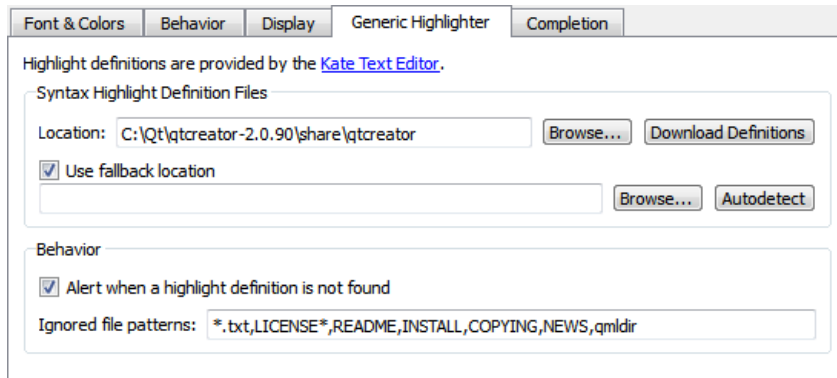 Font & Colors Behavior Display Generic Highlighter Completion
Highlight definitions are provided by the Kate Text Editor.
Syntax Highlight Definition Files
Location: C:\Qt\qtcreator-2.0.90\share\qtcreator Browse... Download Definitions
Use fallback location
Browse... Autodetect
Behavior
Alert when a highlight definition is not found
Ignored file patterns: *.txt,LICENSE*,README,INSTALL,COPYING,NEWS,qmldir